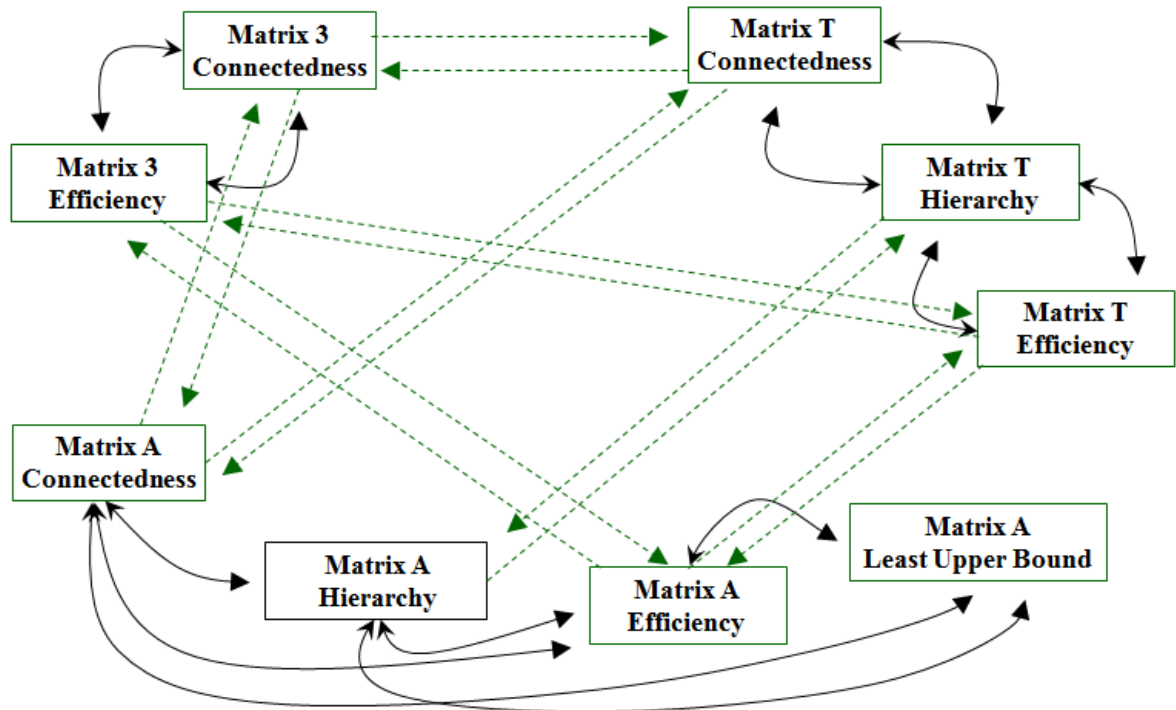 Matrix 3
Connectedness
Matrix T
Connectedness
Matrix 3
Efficiency
Matrix T
Hierarchy
Matrix T
Efficiency
Matrix A
Connectedness
Matrix A
Hierarchy
Matrix A
Efficiency
Matrix A
Least Upper Bound